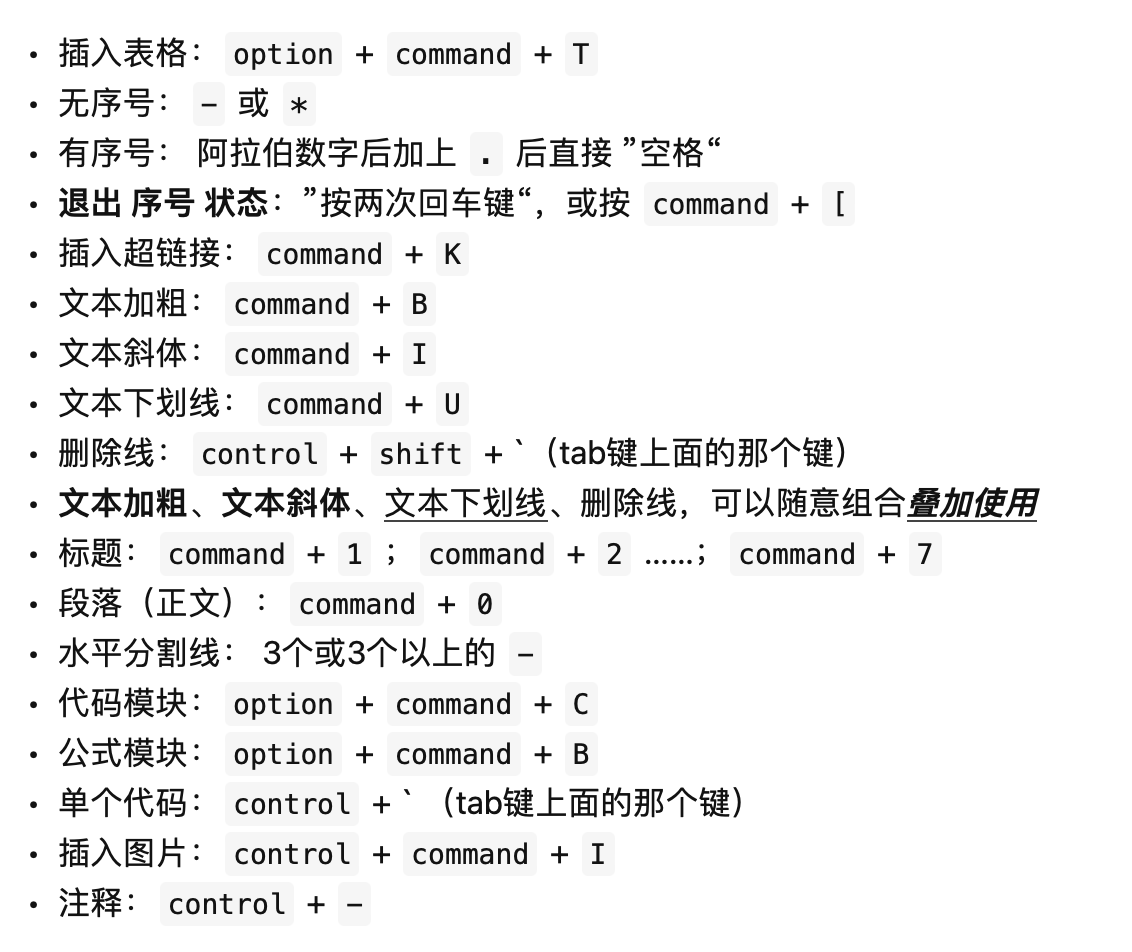 • 插入表格： option + command + T
• 无序号： - 或 *
• 有序号： 阿拉伯数字后加上 . 后直接 ”空格“
• 退出 序号 状态：”按两次回车键“，或按 command + [
• 插入超链接： command + K
• 文本加粗： command + B
• 文本斜体： command + I
• 文本下划线： command + U
• 删除线： control + shift + `（tab键上面的那个键）
• 文本加粗、文本斜体、文本下划线、删除线，可以随意组合叠加使用
• 标题： command + 1 ； command + 2 ……； command + 7
• 段落（正文）： command + 0
• 水平分割线： 3个或3个以上的 -
• 代码模块： option + command + C
• 公式模块： option + command + B
• 单个代码： control + ` （tab键上面的那个键）
• 插入图片： control + command + I
• 注释： control + -